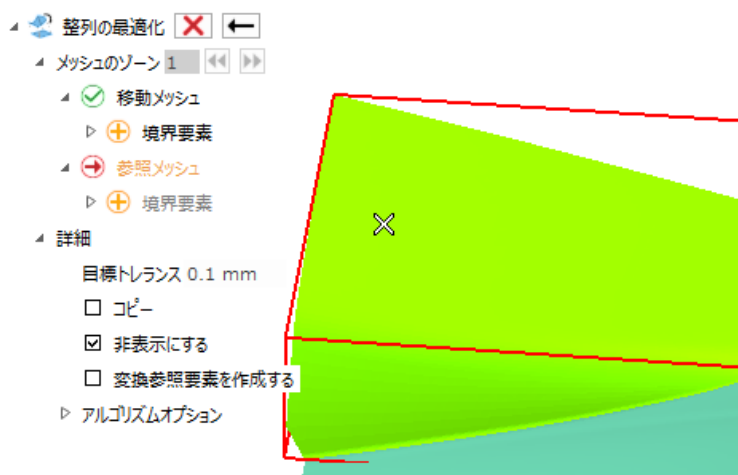 整列の最適化
メッシュのゾーン 1
移動メッシュ
境界要素
参照メッシュ
境界要素
詳細
目標トレランス 0.1 mm
コピー
非表示にする
変換参照要素を作成する
アルゴリズムオプション